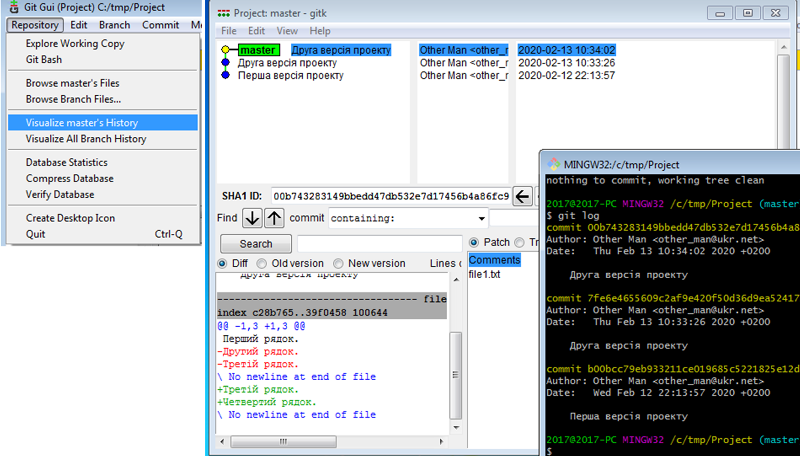 Git Gui (Project) C:/tmp/Project
Repository Edit Branch Commit
Explore Working Copy
Git Bash
Browse master's Files
Browse Branch Files...
Visualize master's History
Visualize All Branch History
Database Statistics
Compress Database
Verify Database
Create Desktop Icon
Quit Ctrl-Q
Project: master - gitk
File Edit View Help
master Друга версія проекту Other Man <other_r 2020-02-13 10:34:02
Друга версія проекту Other Man <other_r 2020-02-13 10:33:26
Перша версія проекту Other Man <other_r 2020-02-12 22:13:57
SHA1 ID: 00b743283149bbedd47db532e7d17456b4a86fc9
Find commit containing:
Search
Diff Old version New version Lines
Друга версія проекту
---------------------------------- file
index c28b765..39f0458 100644
@@ -1,3 +1,3 @@
Перший рядок.
-Другий рядок.
-Третій рядок.
\ No newline at end of file
+Третій рядок.
+Четвертий рядок.
\ No newline at end of file
Patch Tr
Comments
file1.txt
MINGW32:/c/tmp/Project
nothing to commit, working tree clean
2017@2017-PC MINGW32 /c/tmp/Project (master
$ git log
commit 00b743283149bbedd47db532e7d17456b4a8
Author: Other Man <other_man@ukr.net>
Date: Thu Feb 13 10:34:02 2020 +0200
Друга версія проекту
commit 7fe6e4655609c2af9e420f50d36d9ea52417
Author: Other Man <other_man@ukr.net>
Date: Thu Feb 13 10:33:26 2020 +0200
Друга версія проекту
commit b00bcc79eb933211ce019685c5221825e12d
Author: Other Man <other_man@ukr.net>
Date: Wed Feb 12 22:13:57 2020 +0200
Перша версія проекту
2017@2017-PC MINGW32 /c/tmp/Project (master
$